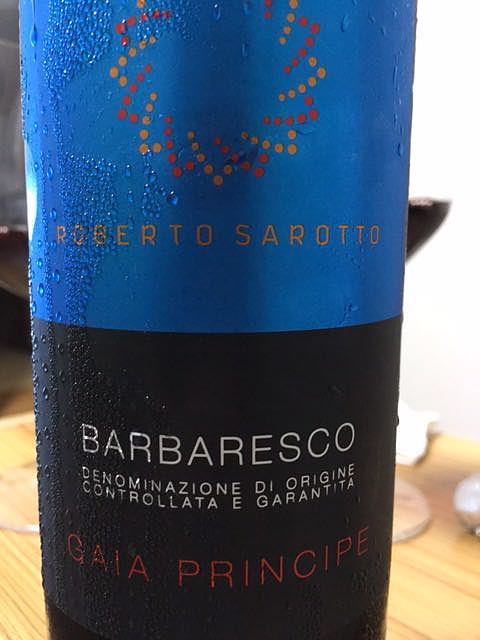 ROBERTO SAROTTO
BARBARESCO
DENOMINAZIONE DI ORIGINE
CONTROLLATA E GARANTITA
GAIA PRINCIPE